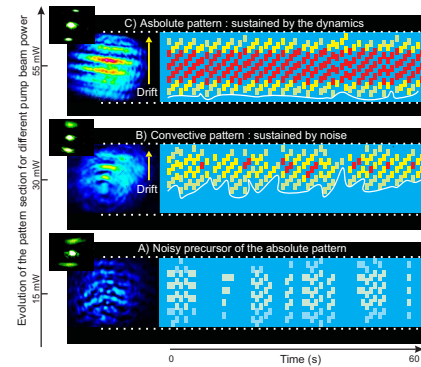 Evolution of the pattern section for different pump beam power
C) Asbolute pattern : sustained by the dynamics
55 mW
Drift
B) Convective pattern : sustained by noise
30 mW
Drift
A) Noisy precursor of the absolute pattern
15 mW
0
Time (s)
60